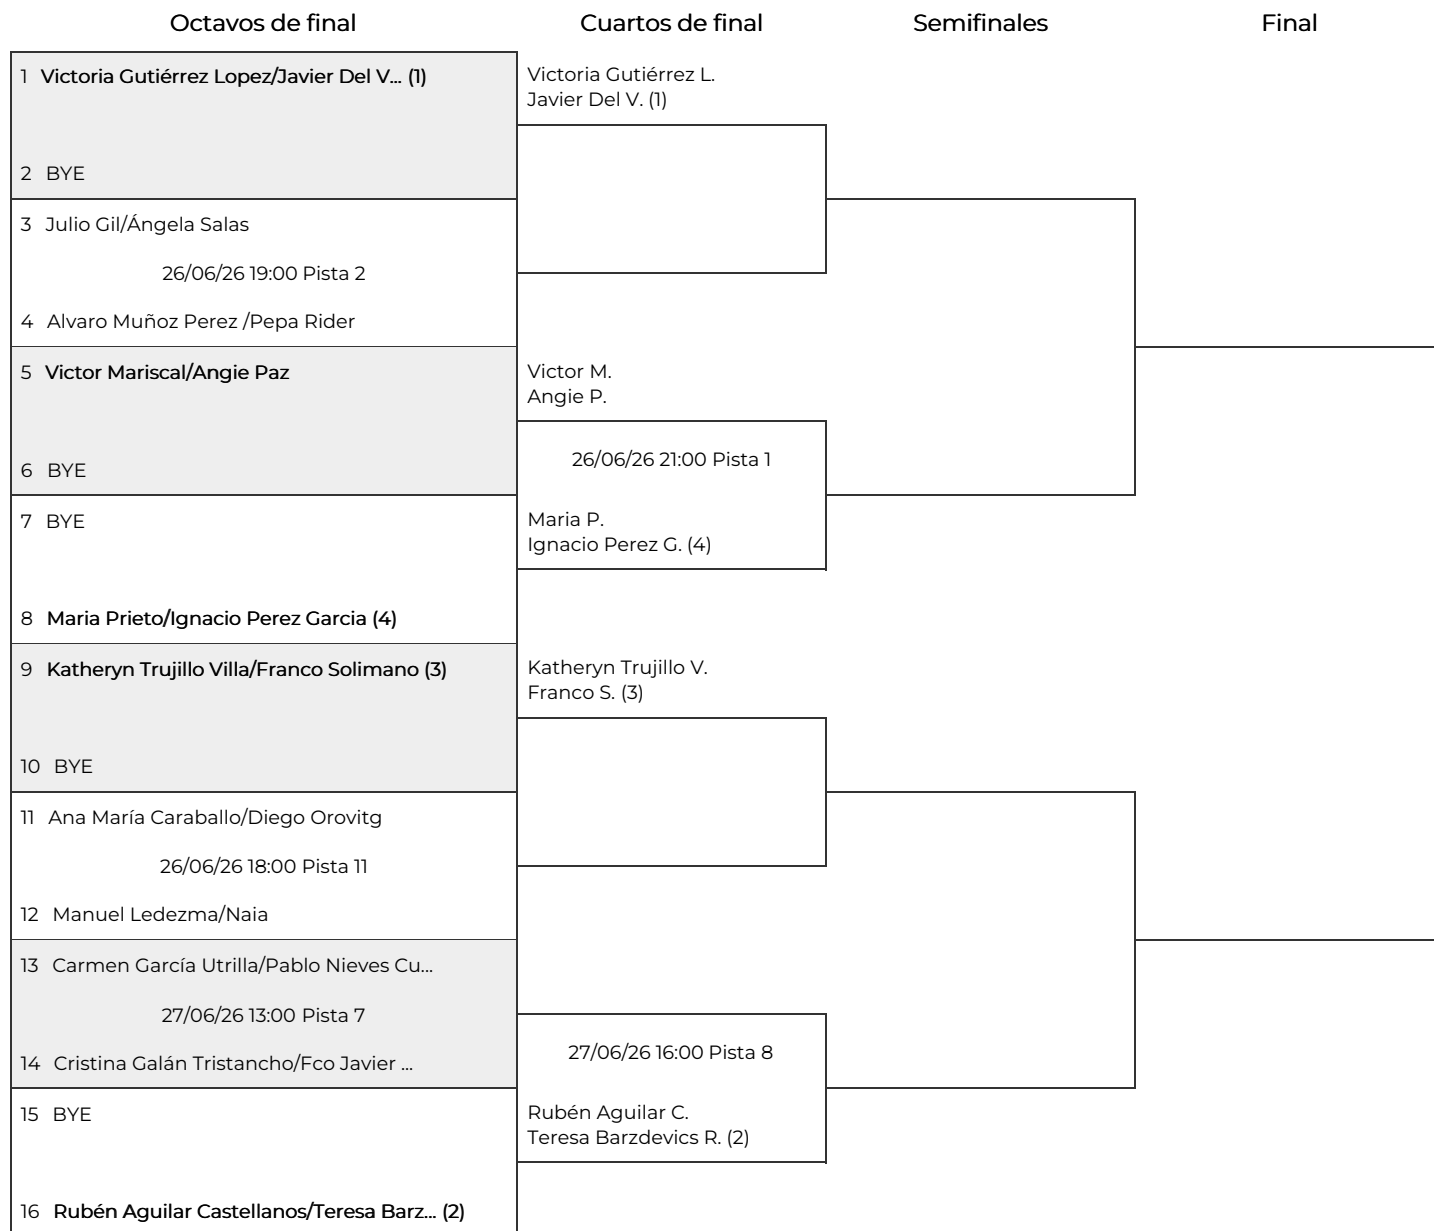 Octavos de final
Cuartos de final
Semifinales
Final
1 Victoria Gutiérrez Lopez/Javier Del V... (1)
2 BYE
3 Julio Gil/Ángela Salas
26/06/26 19:00 Pista 2
4 Alvaro Muñoz Perez /Pepa Rider
5 Victor Mariscal/Angie Paz
6 BYE
7 BYE
8 Maria Prieto/Ignacio Perez Garcia (4)
9 Katheryn Trujillo Villa/Franco Solimano (3)
10 BYE
11 Ana María Caraballo/Diego Orovitg
26/06/26 18:00 Pista 11
12 Manuel Ledezma/Naia
13 Carmen García Utrilla/Pablo Nieves Cu...
27/06/26 13:00 Pista 7
14 Cristina Galán Tristancho/Fco Javier ...
15 BYE
16 Rubén Aguilar Castellanos/Teresa Barz... (2)
Victoria Gutiérrez L.
Javier Del V. (1)
Victor M.
Angie P.
26/06/26 21:00 Pista 1
Maria P.
Ignacio Perez G. (4)
Katheryn Trujillo V.
Franco S. (3)
27/06/26 16:00 Pista 8
Rubén Aguilar C.
Teresa Barzdevics R. (2)